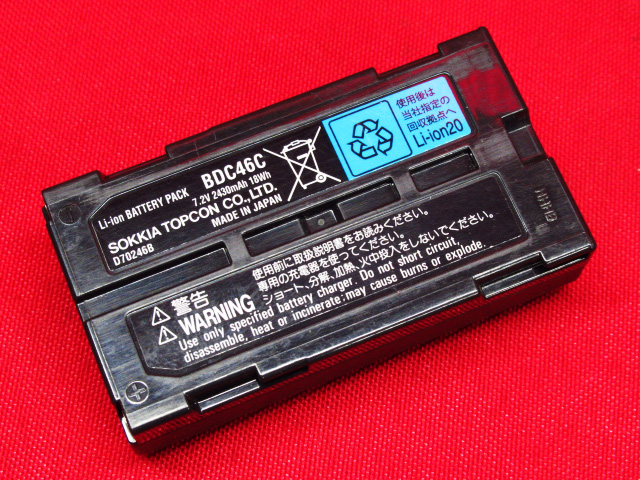 Li-ion BATTERY PACK BDC46C
7.2V 2430mAh 18Wh
SOKKIA TOPCON CO., LTD.
D70246B MADE IN JAPAN
使用後は
当社指定の
回収拠点へ
Li-ion20
警告
使用前に取扱説明書をお読みください。
専用の充電器を使ってください。
ショート、分解、加熱、火中投入をしないでください。
WARNING
Use only specified battery charger. Do not short circuit,
disassemble, heat or incinerate. May cause burns or explode.